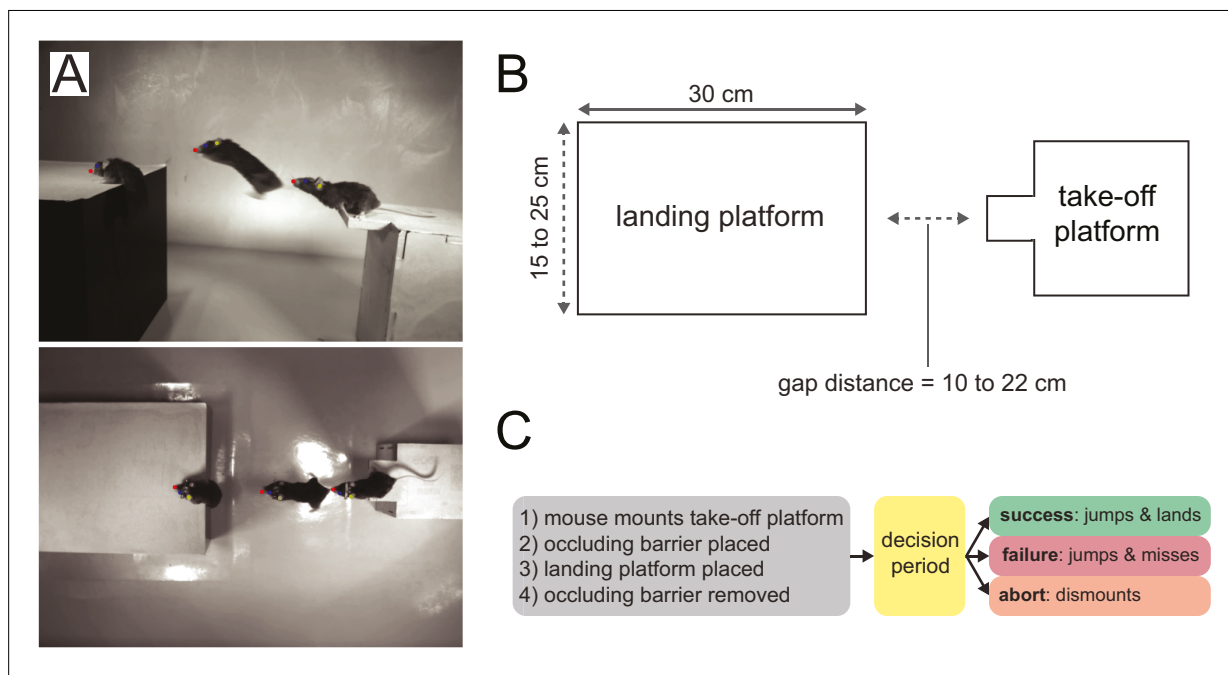 A
B
30 cm
15 to 25 cm
landing platform
take-off
platform
gap distance = 10 to 22 cm
C
1) mouse mounts take-off platform
2) occluding barrier placed
3) landing platform placed
4) occluding barrier removed
decision
period
success: jumps & lands
failure: jumps & misses
abort: dismounts